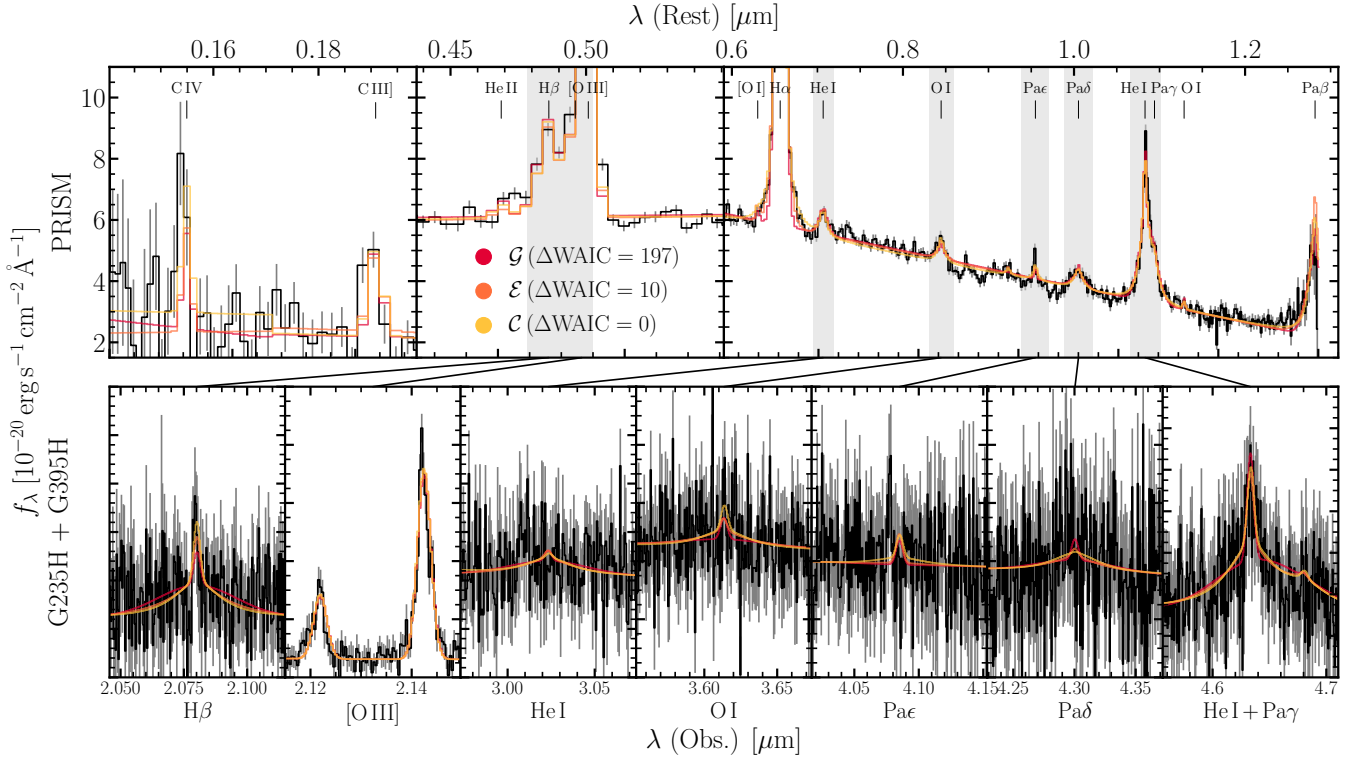 λ (Rest) [μm]
0.16 0.18 0.45 0.50 0.6 0.8 1.0 1.2
C IV C III] He II Hβ [O III] [O I] Hα He I O I Paϵ Paδ He I Paγ O I Paβ
10
8
6
4
2
PRISM
𝒢 (ΔWAIC = 197)
ℰ (ΔWAIC = 10)
𝒞 (ΔWAIC = 0)
f_λ [10⁻²⁰ erg s⁻¹ cm⁻² Å⁻¹]
G235H + G395H
2.050 2.075 2.100 2.12 2.14 3.00 3.05 3.60 3.65 4.05 4.10 4.15 4.25 4.30 4.35 4.6 4.7
Hβ [O III] He I O I Paϵ Paδ He I + Paγ
λ (Obs.) [μm]